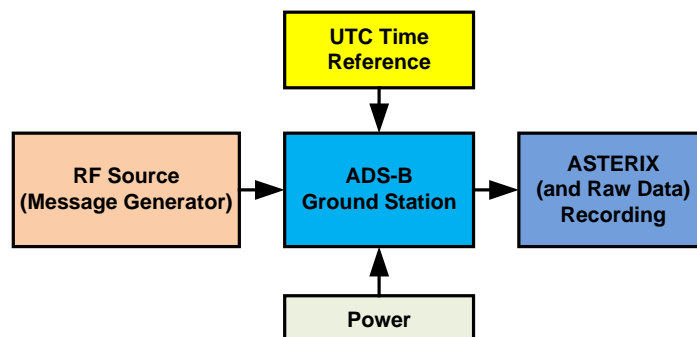 UTC Time
Reference
RF Source
(Message Generator)
ADS-B
Ground Station
ASTERIX
(and Raw Data)
Recording
Power